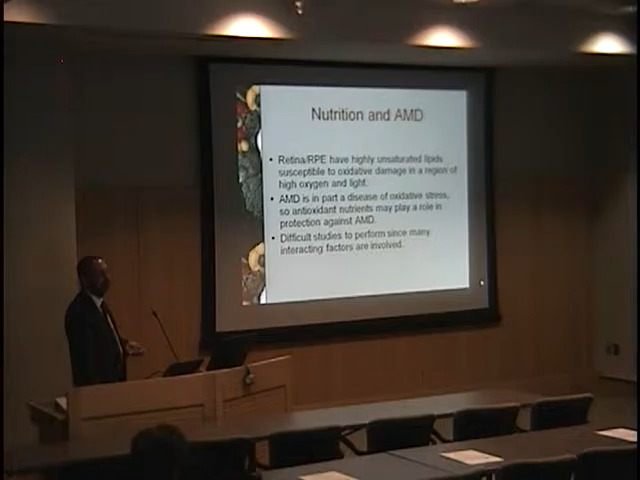 Nutrition and AMD
• Retina/RPE have highly unsaturated lipids
susceptible to oxidative damage in a region of
high oxygen and light.
• AMD is in part a disease of oxidative stress,
so antioxidant nutrients may play a role in
protection against AMD.
• Difficult studies to perform since many
interacting factors are involved.